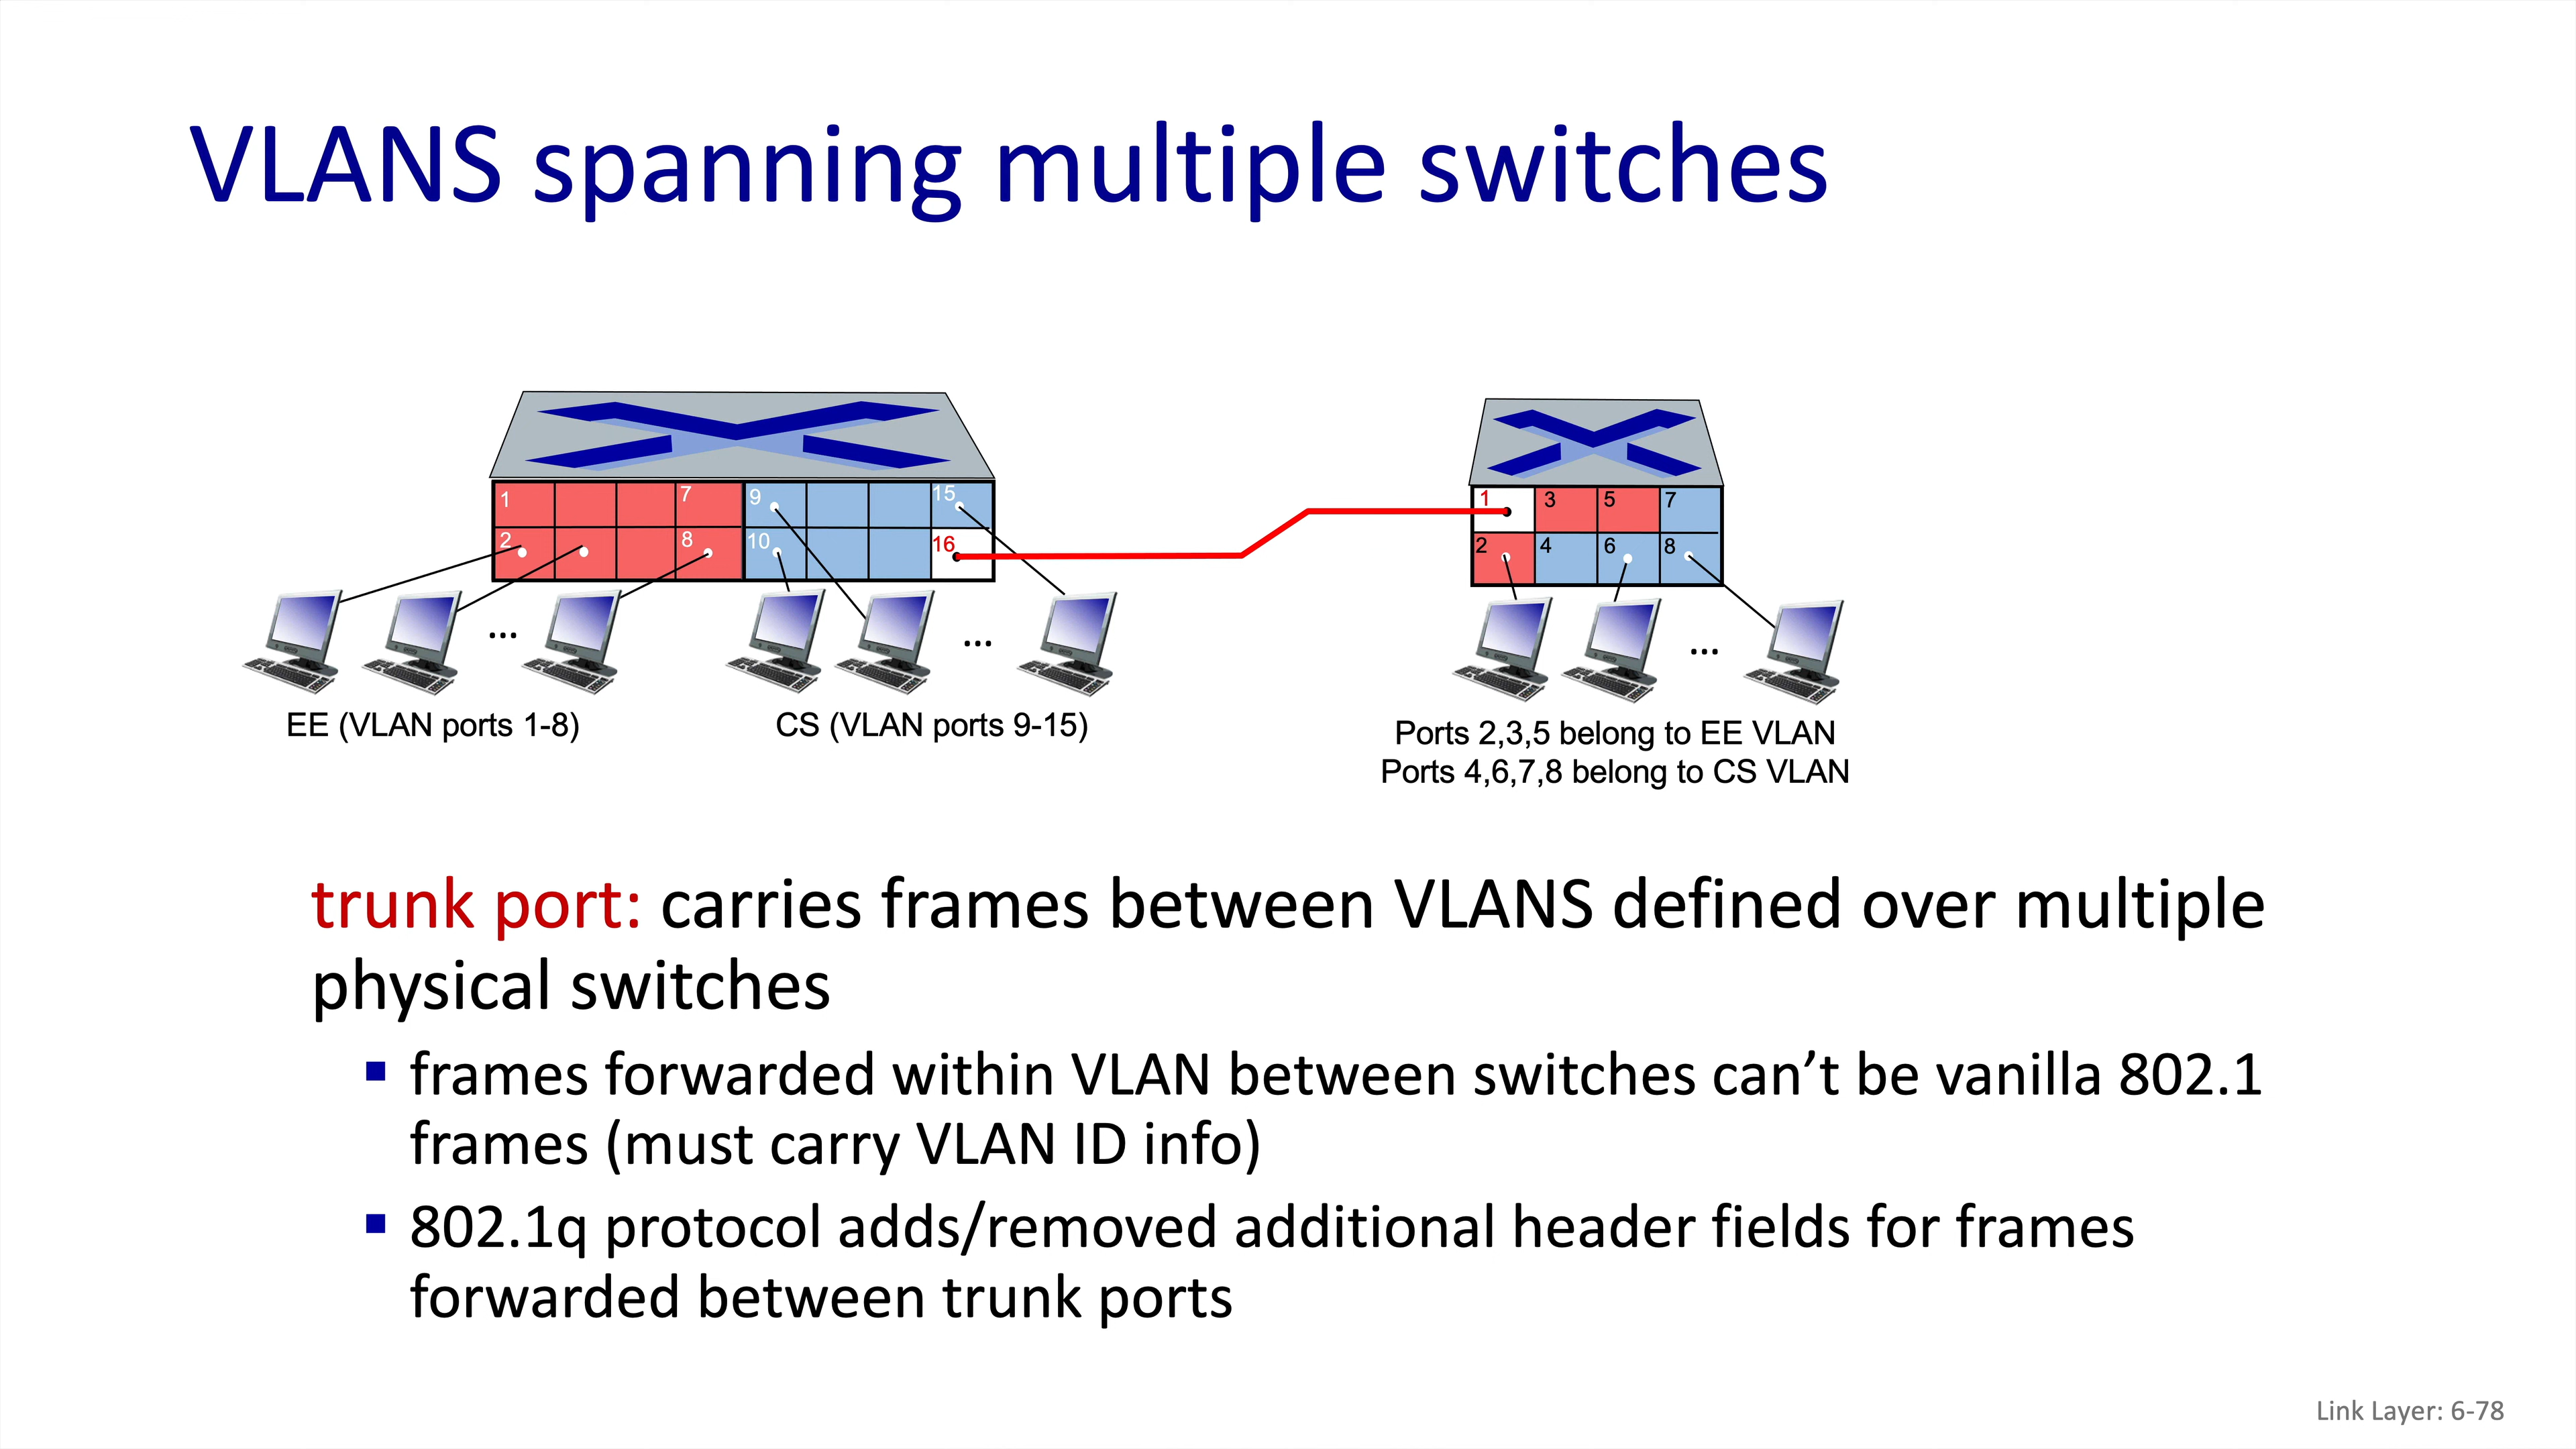 VLANS spanning multiple switches
1
7
9
15
2
8
10
16
1
3
5
7
2
4
6
8
...
...
...
EE (VLAN ports 1-8)
CS (VLAN ports 9-15)
Ports 2,3,5 belong to EE VLAN
Ports 4,6,7,8 belong to CS VLAN
trunk port: carries frames between VLANS defined over multiple
physical switches
▪ frames forwarded within VLAN between switches can’t be vanilla 802.1
frames (must carry VLAN ID info)
▪ 802.1q protocol adds/removed additional header fields for frames
forwarded between trunk ports
Link Layer: 6-78